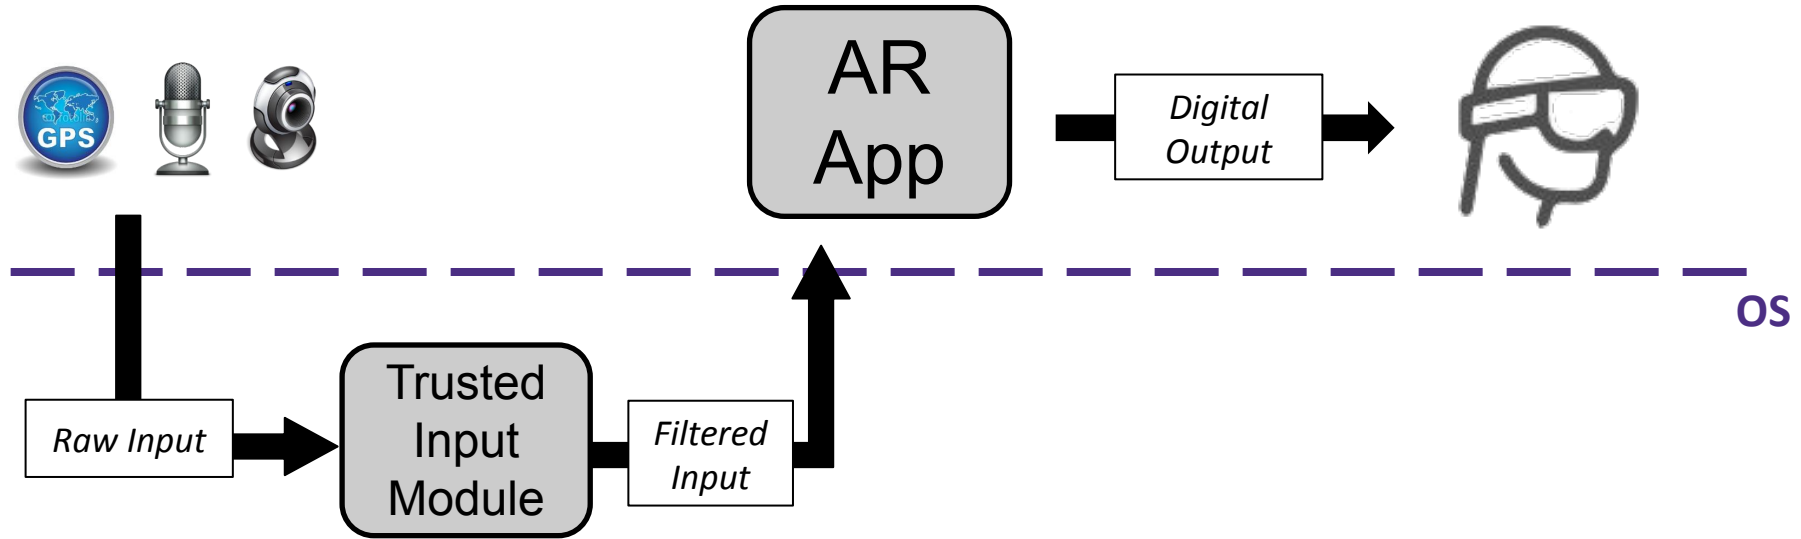 GPS
AR
App
Digital
Output
OS
Raw Input
Trusted
Input
Module
Filtered
Input